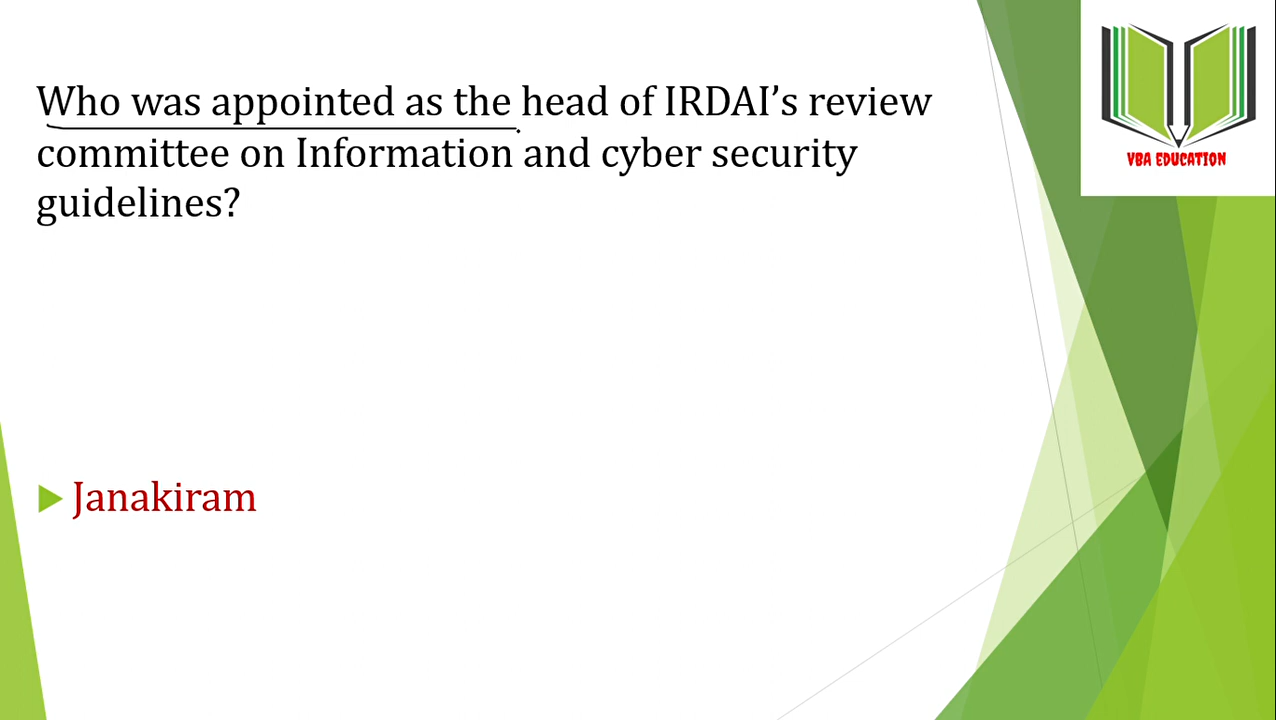 Who was appointed as the head of IRDAI’s review
committee on Information and cyber security
guidelines?
VBA EDUCATION
Janakiram